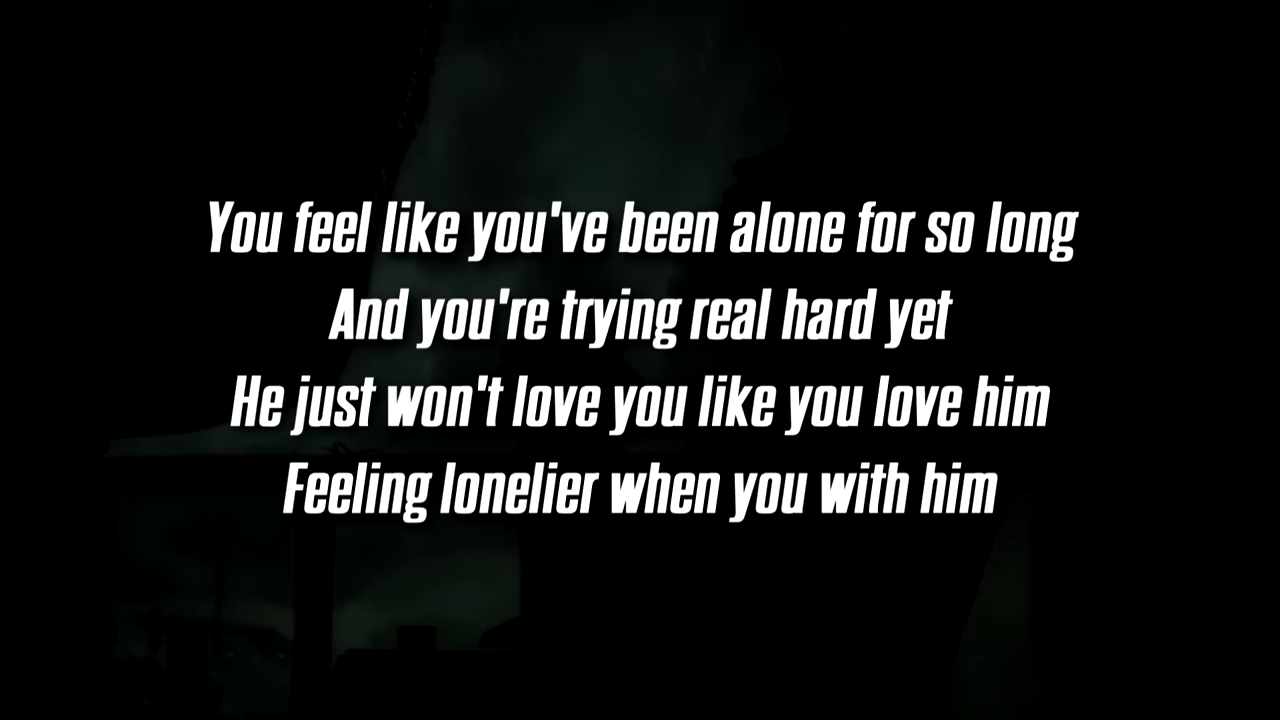 You feel like you've been alone for so long
And you're trying real hard yet
He just won't love you like you love him
Feeling lonelier when you with him